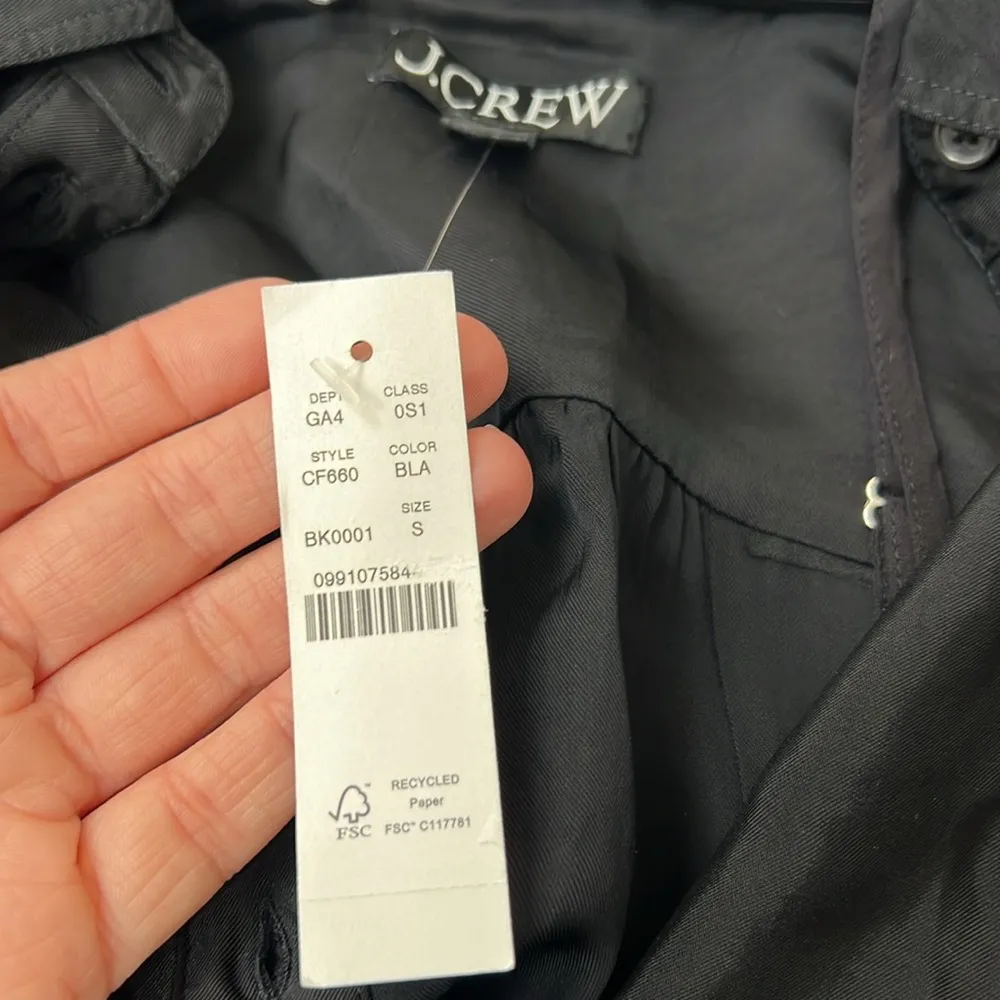 J.CREW
DEPT CLASS
GA4 0S1
STYLE COLOR
CF660 BLA
SIZE
BK0001 S
099107584
RECYCLED
Paper
FSC FSC® C117781